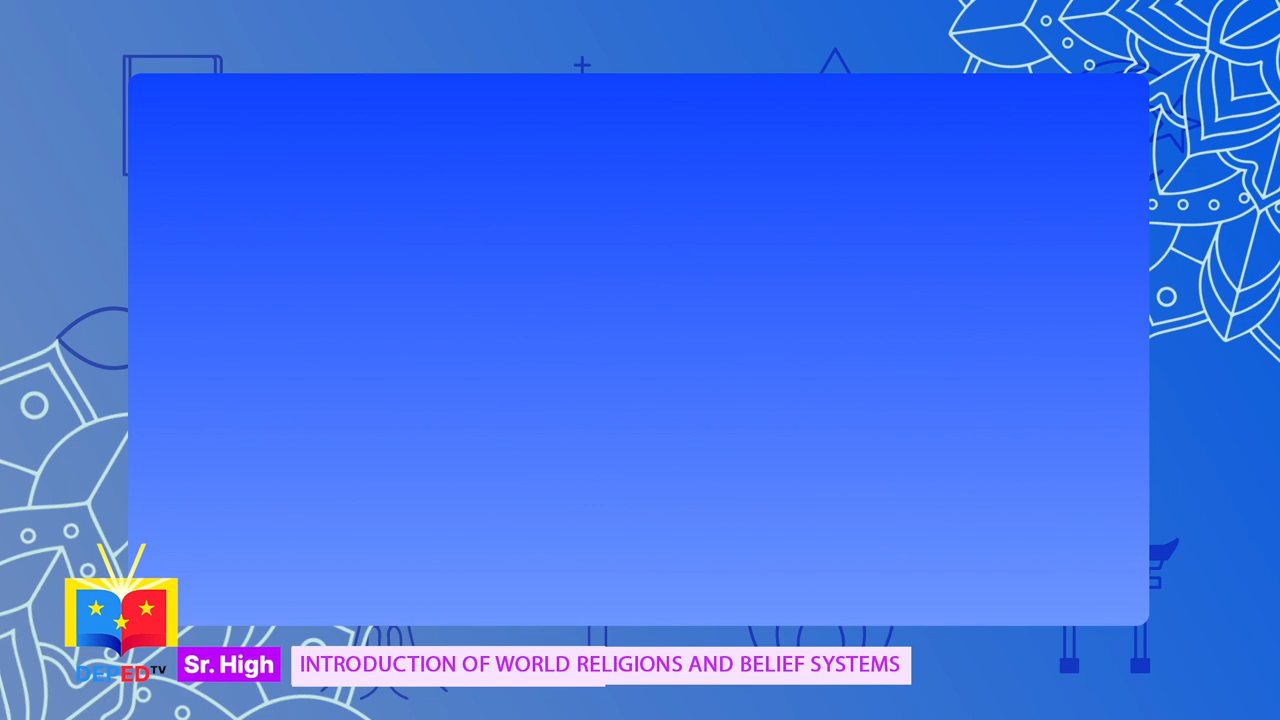 DEPED TV
Sr. High
INTRODUCTION OF WORLD RELIGIONS AND BELIEF SYSTEMS